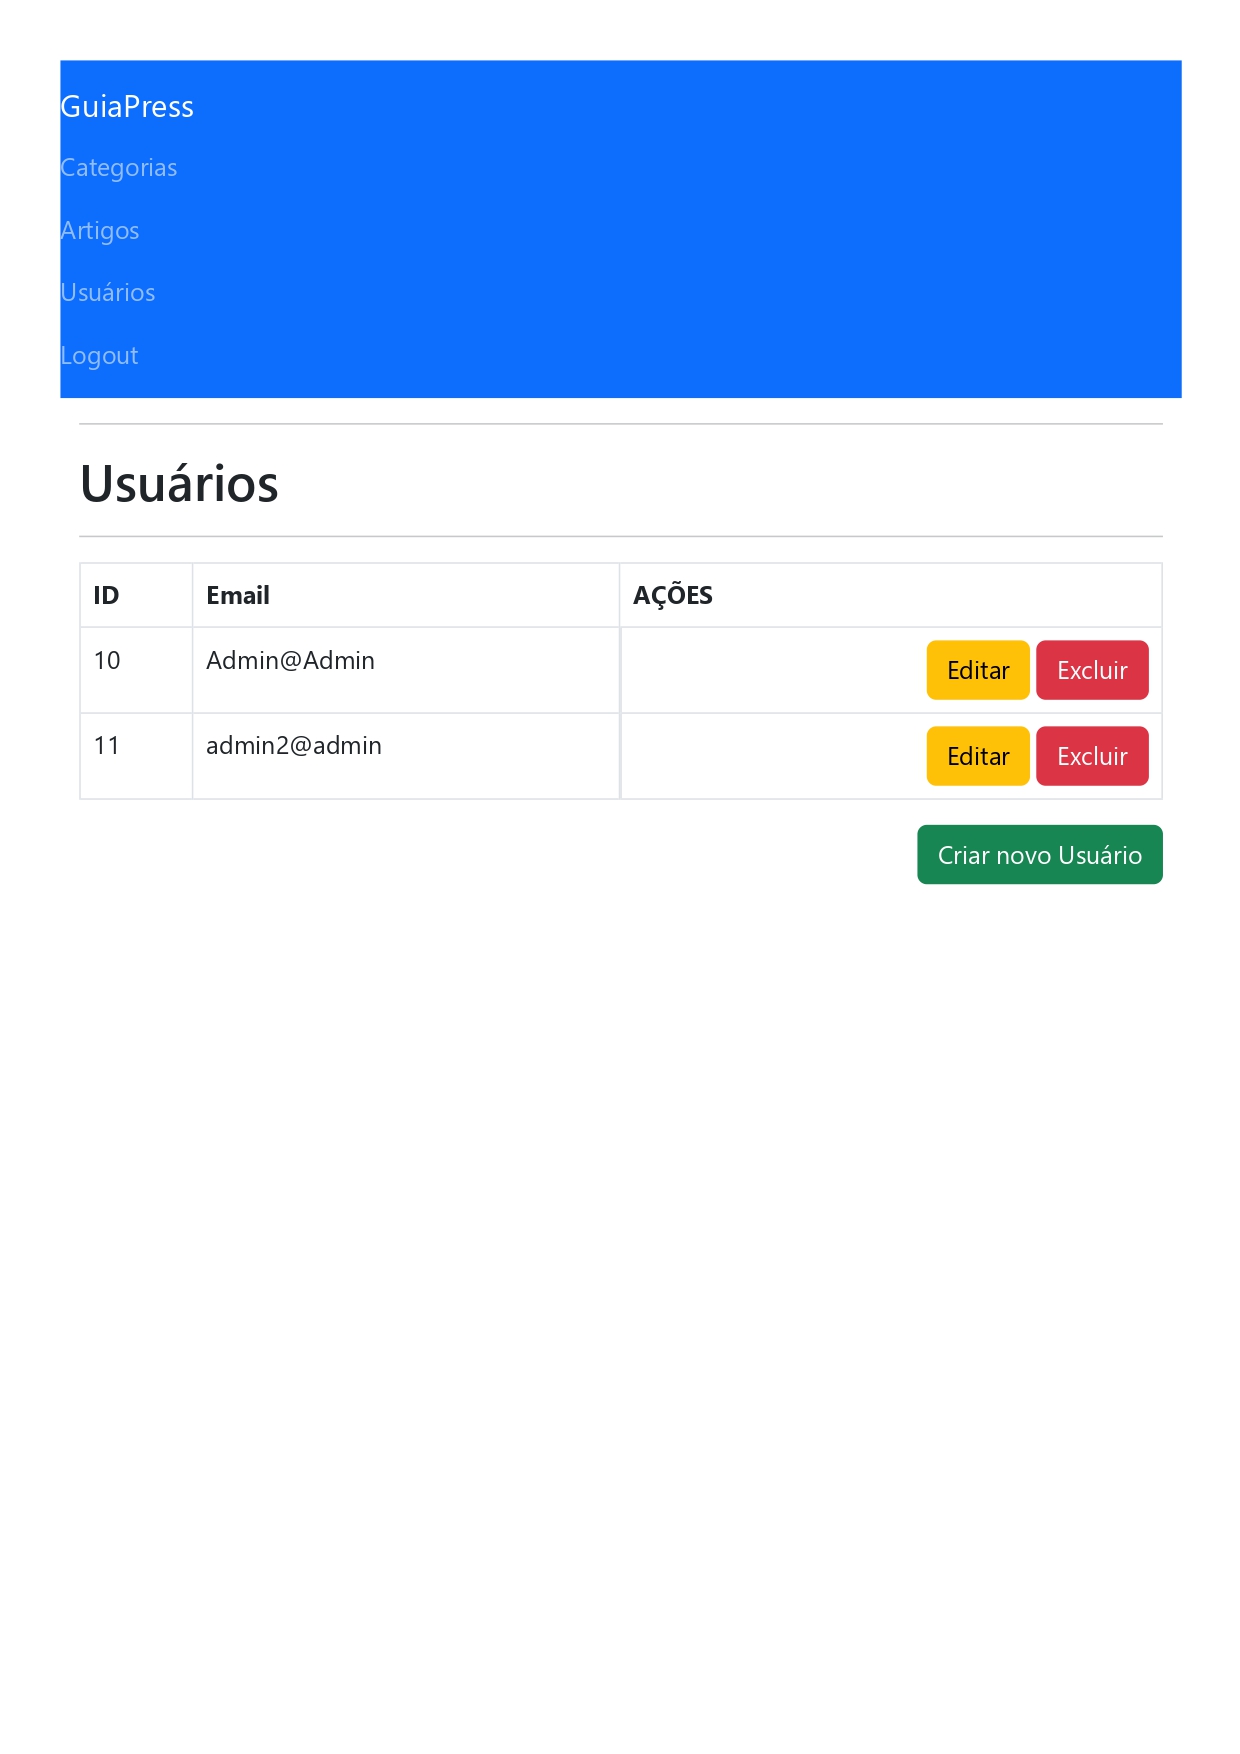 GuiaPress
Categorias
Artigos
Usuários
Logout
Usuários
ID Email AÇÕES
10 Admin@Admin Editar Excluir
11 admin2@admin Editar Excluir
Criar novo Usuário